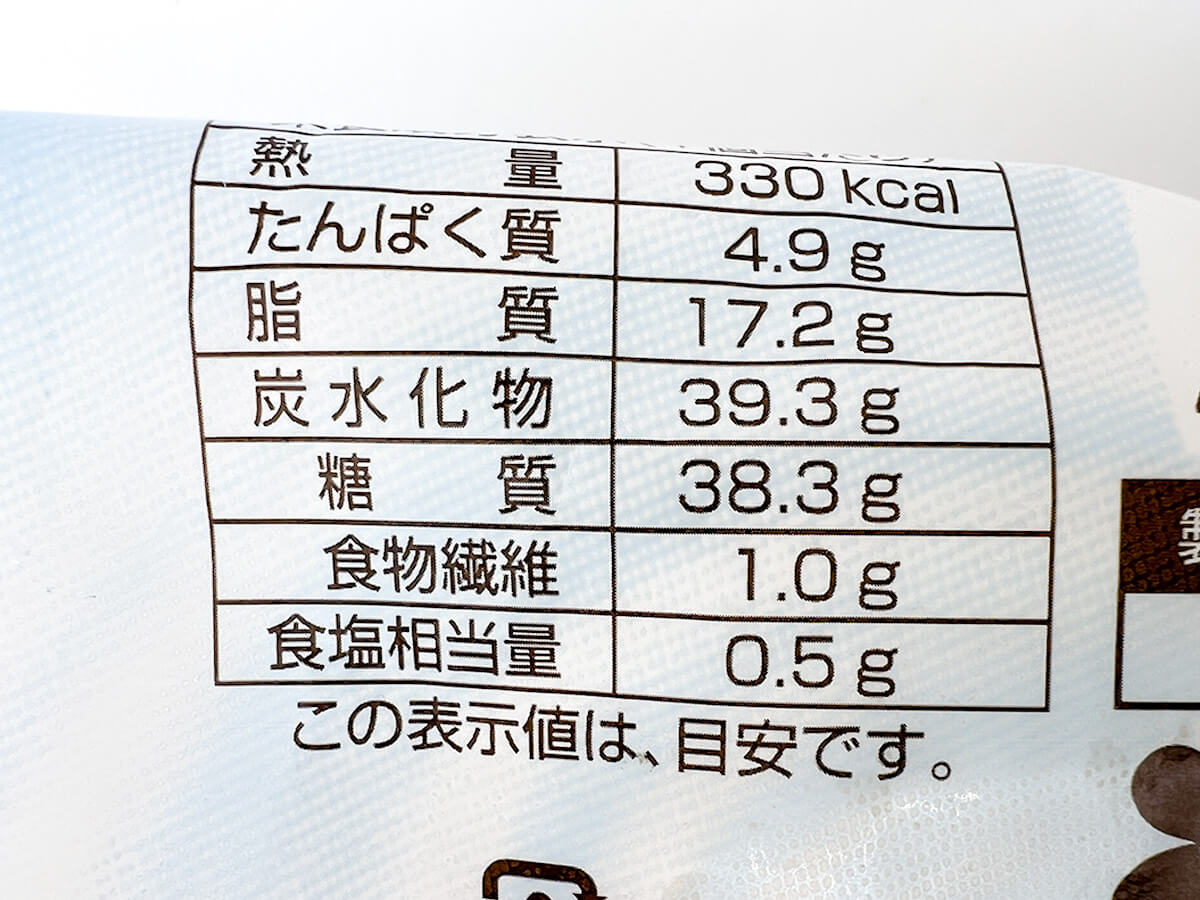 熱量 330 kcal
たんぱく質 4.9 g
脂質 17.2 g
炭水化物 39.3 g
糖質 38.3 g
食物繊維 1.0 g
食塩相当量 0.5 g
この表示値は、目安です。